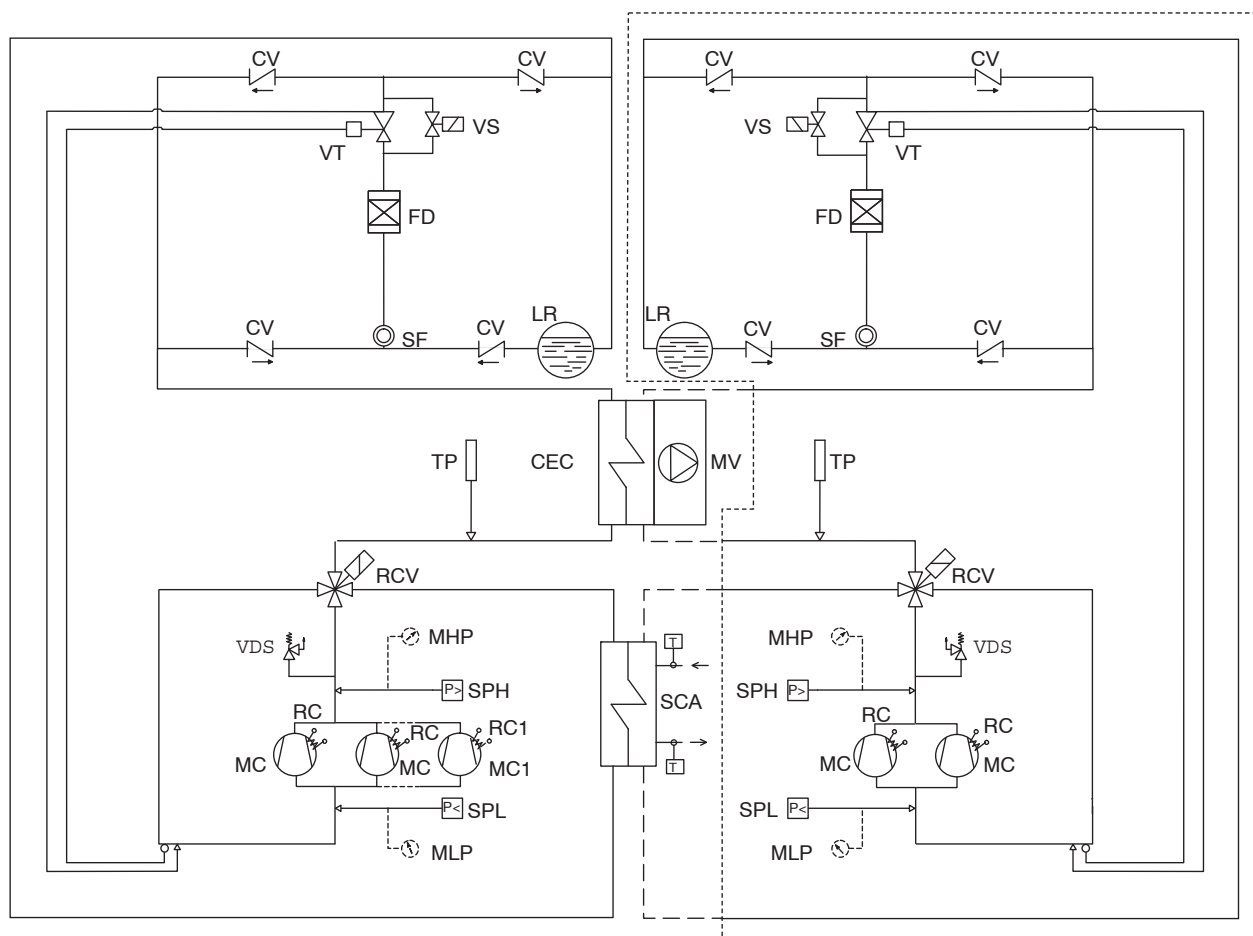 CV CV CV CV
VS VS
VT VT
FD FD
LR LR
CV SF CV CV SF CV
TP CEC MV TP
RCV RCV
VDS MHP MHP VDS
T
P> SPH SCA SPH P>
RC RC RC1 RC RC
MC MC MC1 MC MC
T
P< SPL SPL P<
MLP MLP